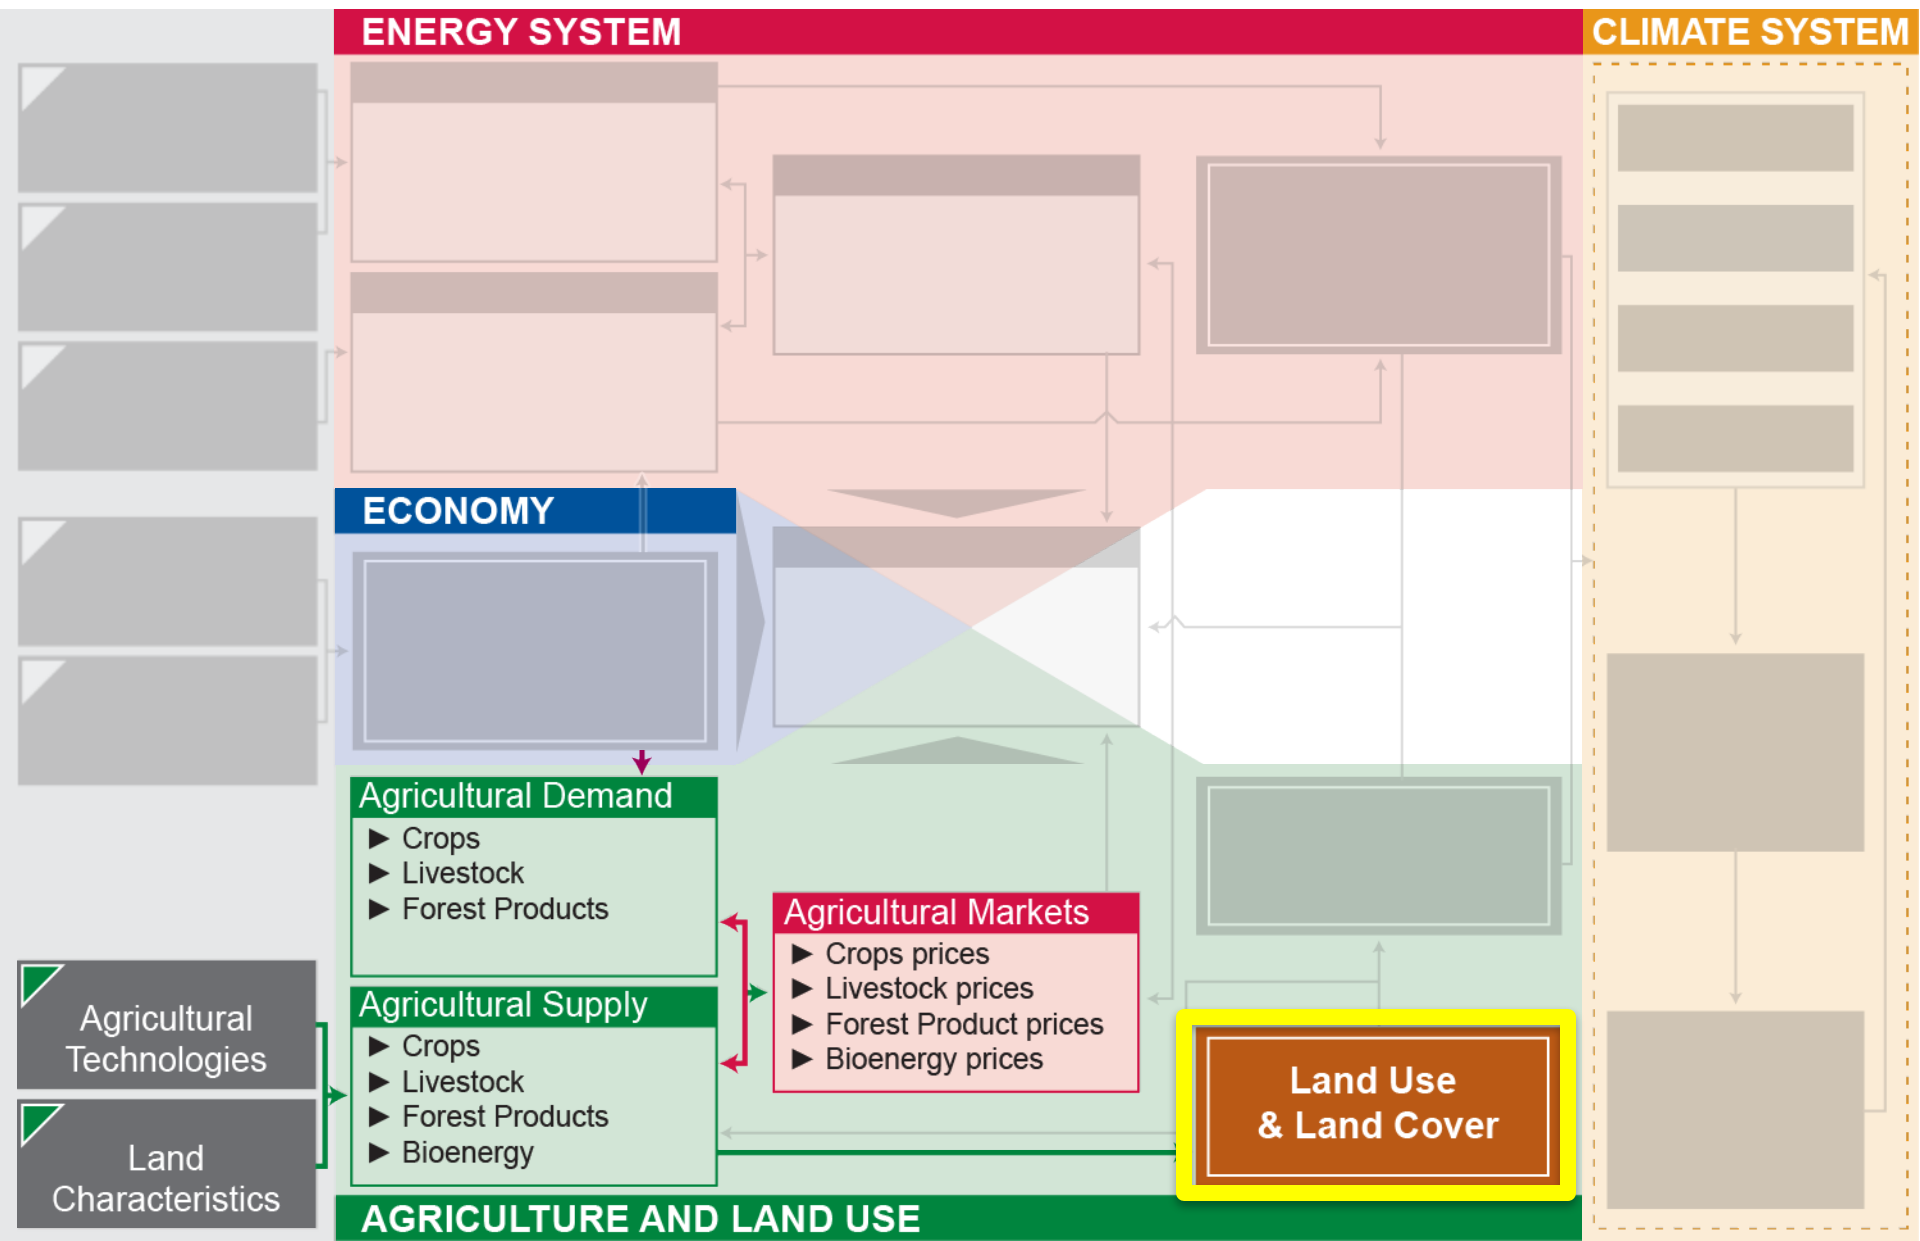 ENERGY SYSTEM
CLIMATE SYSTEM
ECONOMY
Agricultural Demand
► Crops
► Livestock
► Forest Products
Agricultural Supply
► Crops
► Livestock
► Forest Products
► Bioenergy
Agricultural Markets
► Crops prices
► Livestock prices
► Forest Product prices
► Bioenergy prices
Agricultural
Technologies
Land
Characteristics
Land Use
& Land Cover
AGRICULTURE AND LAND USE